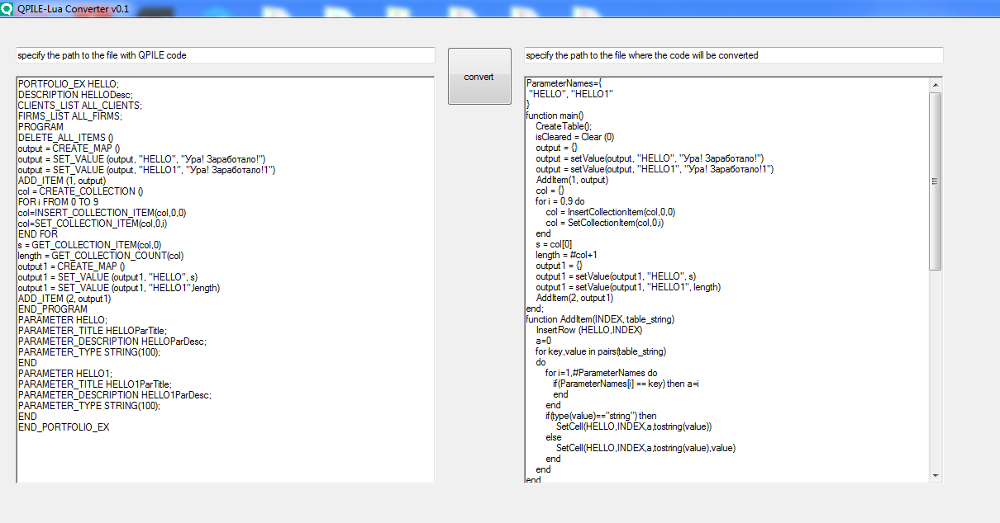 QPILE-Lua Converter v0.1
specify the path to the file with QPILE code
PORTFOLIO_EX HELLO;
DESCRIPTION HELLODesc;
CLIENTS_LIST ALL_CLIENTS;
FIRMS_LIST ALL_FIRMS;
PROGRAM
DELETE_ALL_ITEMS ()
output = CREATE_MAP ()
output = SET_VALUE (output, "HELLO", "Ура! Заработало!")
output = SET_VALUE (output, "HELLO1", "Ура! Заработало!1")
ADD_ITEM (1, output)
col = CREATE_COLLECTION ()
FOR i FROM 0 TO 9
col=INSERT_COLLECTION_ITEM(col,0,0)
col=SET_COLLECTION_ITEM(col,0,i)
END FOR
s = GET_COLLECTION_ITEM(col,0)
length = GET_COLLECTION_COUNT(col)
output1 = CREATE_MAP ()
output1 = SET_VALUE (output1, "HELLO", s)
output1 = SET_VALUE (output1, "HELLO1",length)
ADD_ITEM (2, output1)
END_PROGRAM
PARAMETER HELLO;
PARAMETER_TITLE HELLOParTitle;
PARAMETER_DESCRIPTION HELLOParDesc;
PARAMETER_TYPE STRING(100);
END
PARAMETER HELLO1;
PARAMETER_TITLE HELLO1ParTitle;
PARAMETER_DESCRIPTION HELLO1ParDesc;
PARAMETER_TYPE STRING(100);
END
END_PORTFOLIO_EX
convert
specify the path to the file where the code will be converted
ParameterNames={
"HELLO", "HELLO1"
}
function main()
CreateTable();
isCleared = Clear (0)
output = {}
output = setValue(output, "HELLO", "Ура! Заработало!")
output = setValue(output, "HELLO1", "Ура! Заработало!1")
AddItem(1, output)
col = {}
for i = 0,9 do
col = InsertCollectionItem(col,0,0)
col = SetCollectionItem(col,0,i)
end
s = col[0]
length = #col+1
output1 = {}
output1 = setValue(output1, "HELLO", s)
output1 = setValue(output1, "HELLO1", length)
AddItem(2, output1)
end;
function AddItem(INDEX, table_string)
InsertRow (HELLO,INDEX)
a=0
for key,value in pairs(table_string)
do
for i=1,#ParameterNames do
if(ParameterNames[i] == key) then a=i
end
end
if(type(value)=="string") then
SetCell(HELLO,INDEX,a,tostring(value))
else
SetCell(HELLO,INDEX,a,tostring(value),value)
end
end
end